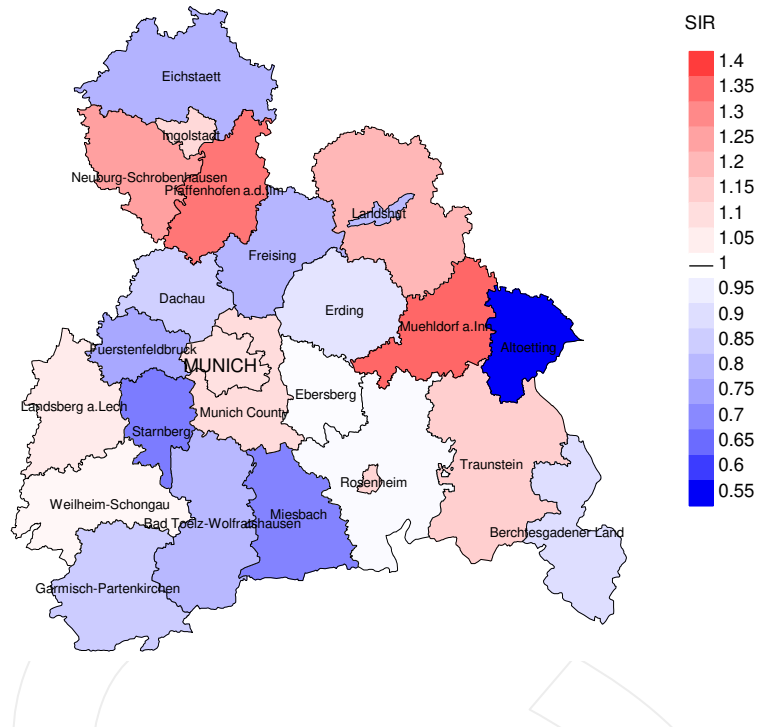 SIR
1.4
1.35
1.3
1.25
1.2
1.15
1.1
1.05
1
0.95
0.9
0.85
0.8
0.75
0.7
0.65
0.6
0.55
Eichstaett
Ingolstadt
Neuburg-Schrobenhausen
Pfaffenhofen a.d.Ilm
Landshut
Freising
Dachau
Erding
Muehldorf a.Inn
Altoetting
Fuerstenfeldbruck
MUNICH
Ebersberg
Landsberg a.Lech
Munich County
Starnberg
Traunstein
Rosenheim
Weilheim-Schongau
Miesbach
Bad Toelz-Wolfratshausen
Berchtesgadener Land
Garmisch-Partenkirchen